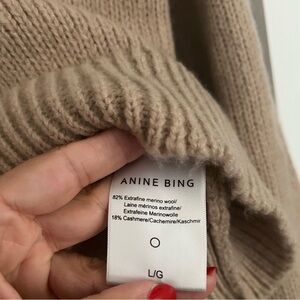 ANINE BING
82% Extrafine merino wool/
Laine mérinos extrafine/
Extrafeine Merinowolle
18% Cashmere/Cachemire/Kaschmir
L/G